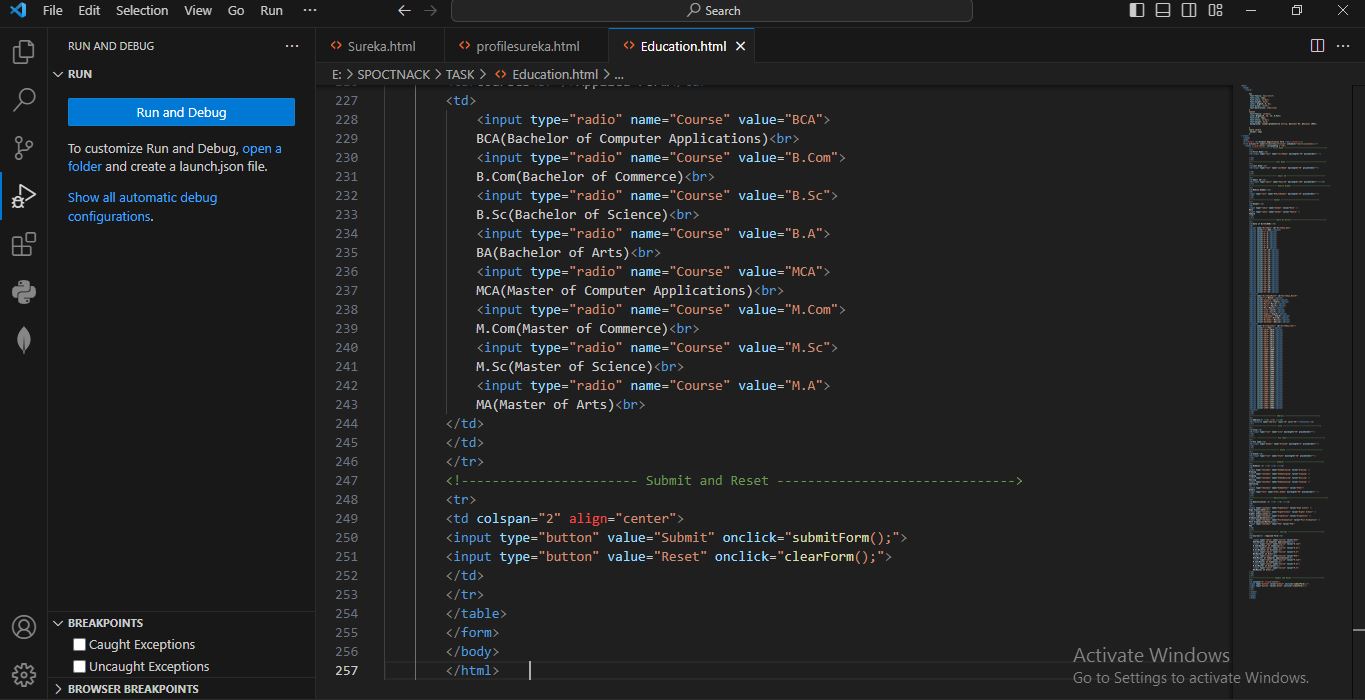 File Edit Selection View Go Run ···
Search
RUN AND DEBUG ···
Sureka.html
profilesureka.html
Education.html
RUN
E: > SPOCTNACK > TASK > Education.html > ...
Run and Debug
To customize Run and Debug, open a
folder and create a launch.json file.
Show all automatic debug
configurations.
227 <td>
228 <input type="radio" name="Course" value="BCA">
229 BCA(Bachelor of Computer Applications)<br>
230 <input type="radio" name="Course" value="B.Com">
231 B.Com(Bachelor of Commerce)<br>
232 <input type="radio" name="Course" value="B.Sc">
233 B.Sc(Bachelor of Science)<br>
234 <input type="radio" name="Course" value="B.A">
235 BA(Bachelor of Arts)<br>
236 <input type="radio" name="Course" value="MCA">
237 MCA(Master of Computer Applications)<br>
238 <input type="radio" name="Course" value="M.Com">
239 M.Com(Master of Commerce)<br>
240 <input type="radio" name="Course" value="M.Sc">
241 M.Sc(Master of Science)<br>
242 <input type="radio" name="Course" value="M.A">
243 MA(Master of Arts)<br>
244 </td>
245 </td>
246 </tr>
247 <!----------------------- Submit and Reset ------------------------------->
248 <tr>
249 <td colspan="2" align="center">
250 <input type="button" value="Submit" onclick="submitForm();">
251 <input type="button" value="Reset" onclick="clearForm();">
252 </td>
253 </tr>
254 </table>
255 </form>
256 </body>
257 </html>
BREAKPOINTS
Caught Exceptions
Uncaught Exceptions
BROWSER BREAKPOINTS
Activate Windows
Go to Settings to activate Windows.